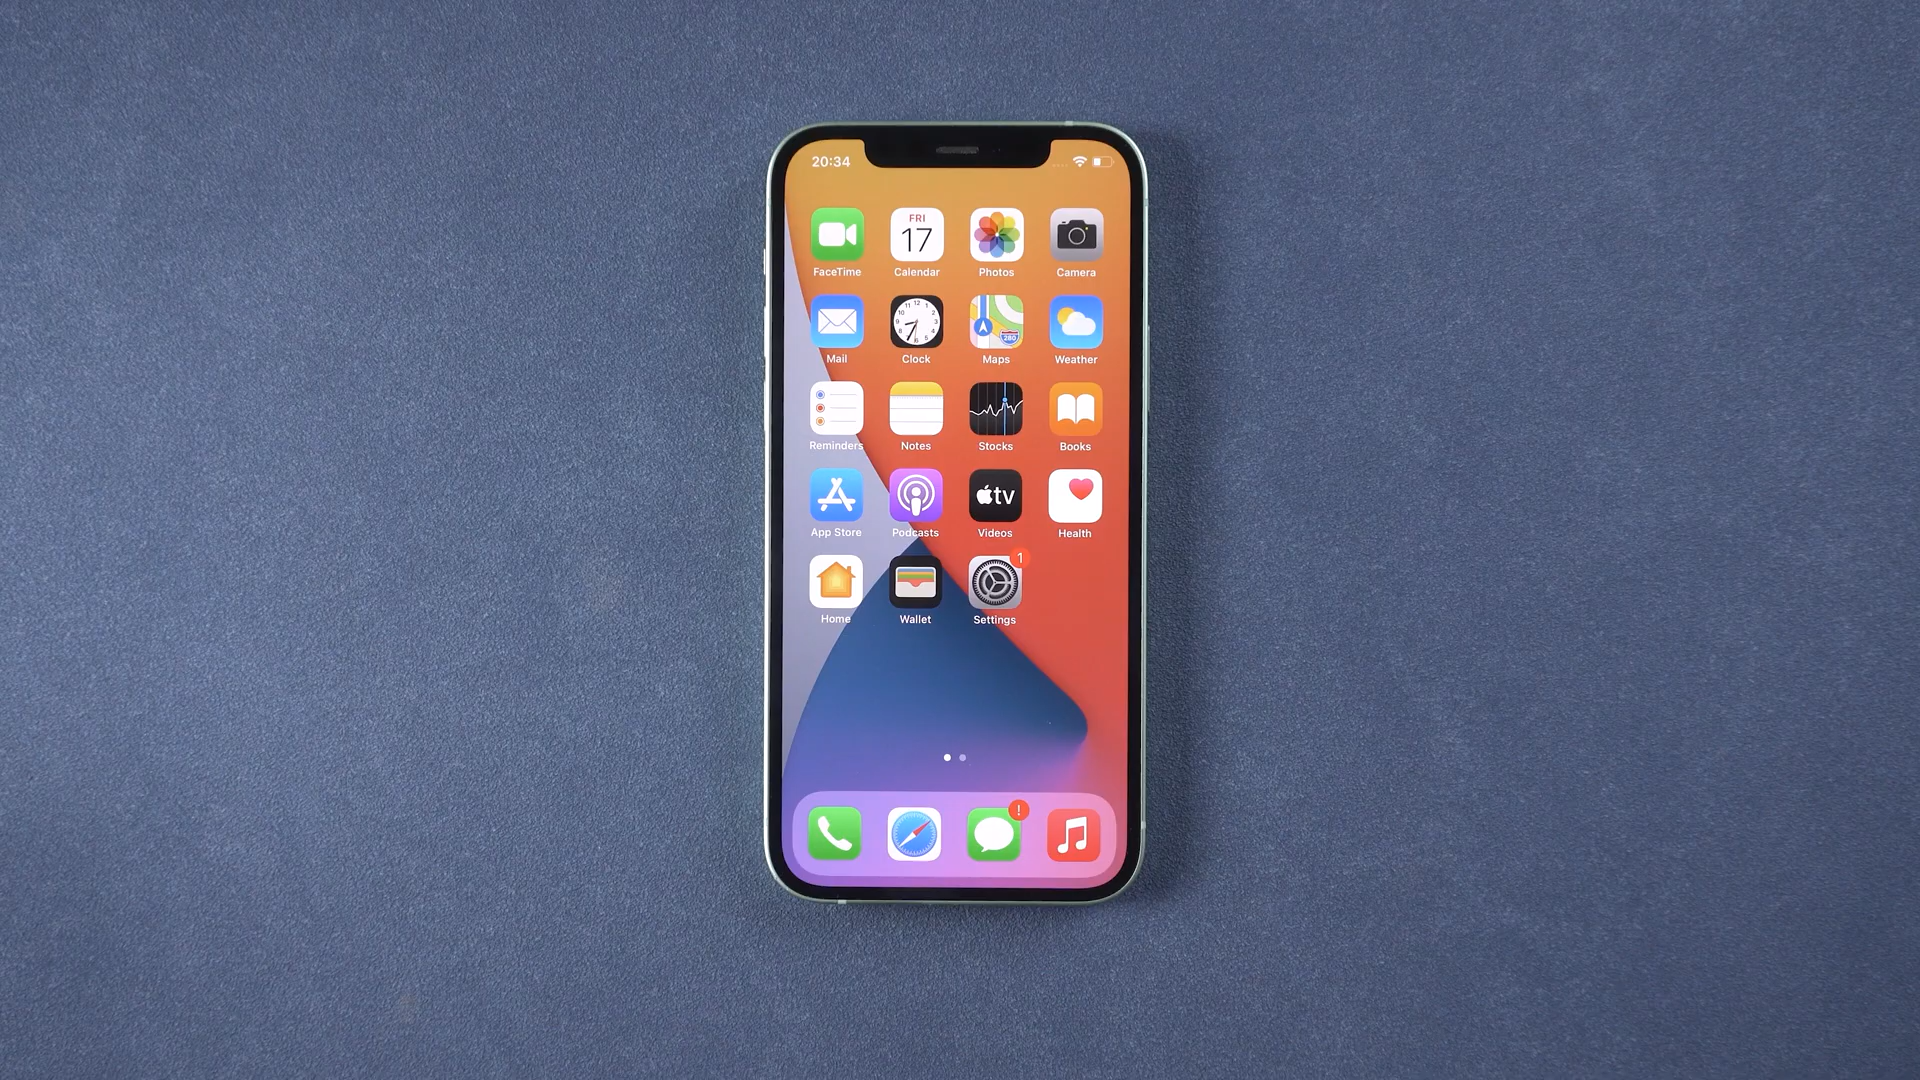 20:34
FRI
17
FaceTime Calendar Photos Camera
280
Mail Clock Maps Weather
Reminders Notes Stocks Books
tv
App Store Podcasts Videos Health
1
Home Wallet Settings
!